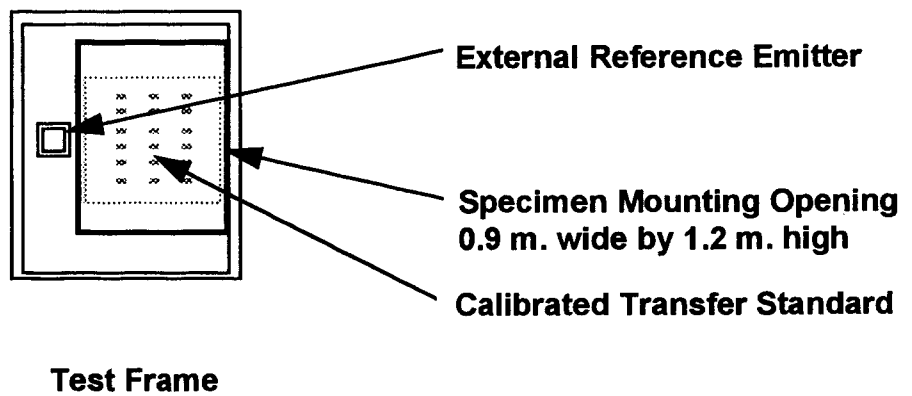 External Reference Emitter
Specimen Mounting Opening
0.9 m. wide by 1.2 m. high
Calibrated Transfer Standard
Test Frame